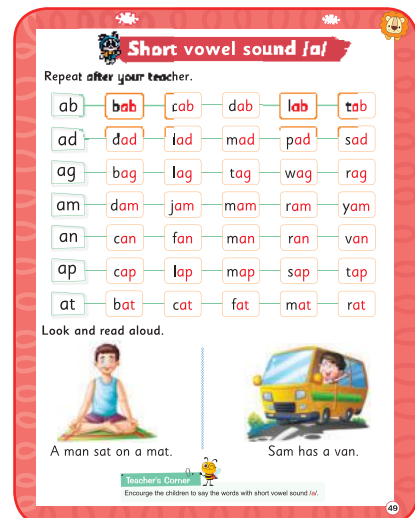 Short vowel sound /a/
Repeat after your teacher.
ab bab cab dab lab tab
ad dad lad mad pad sad
ag bag lag tag wag rag
am dam jam mam ram yam
an can fan man ran van
ap cap lap map sap tap
at bat cat fat mat rat
Look and read aloud.
A man sat on a mat. Sam has a van.
Teacher's Corner
Encourge the children to say the words with short vowel sound /a/.
49